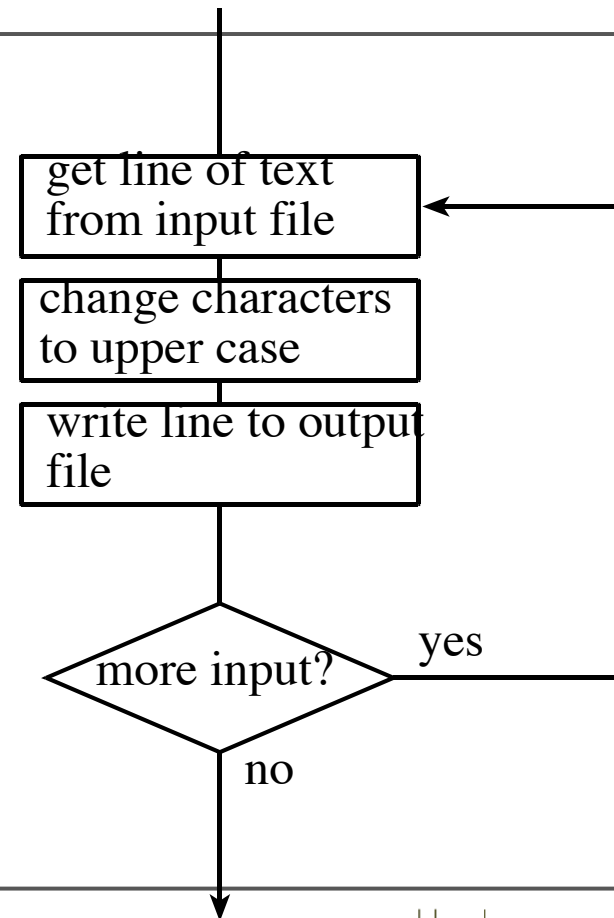 get line of text
from input file
change characters
to upper case
write line to output
file
more input?
yes
no